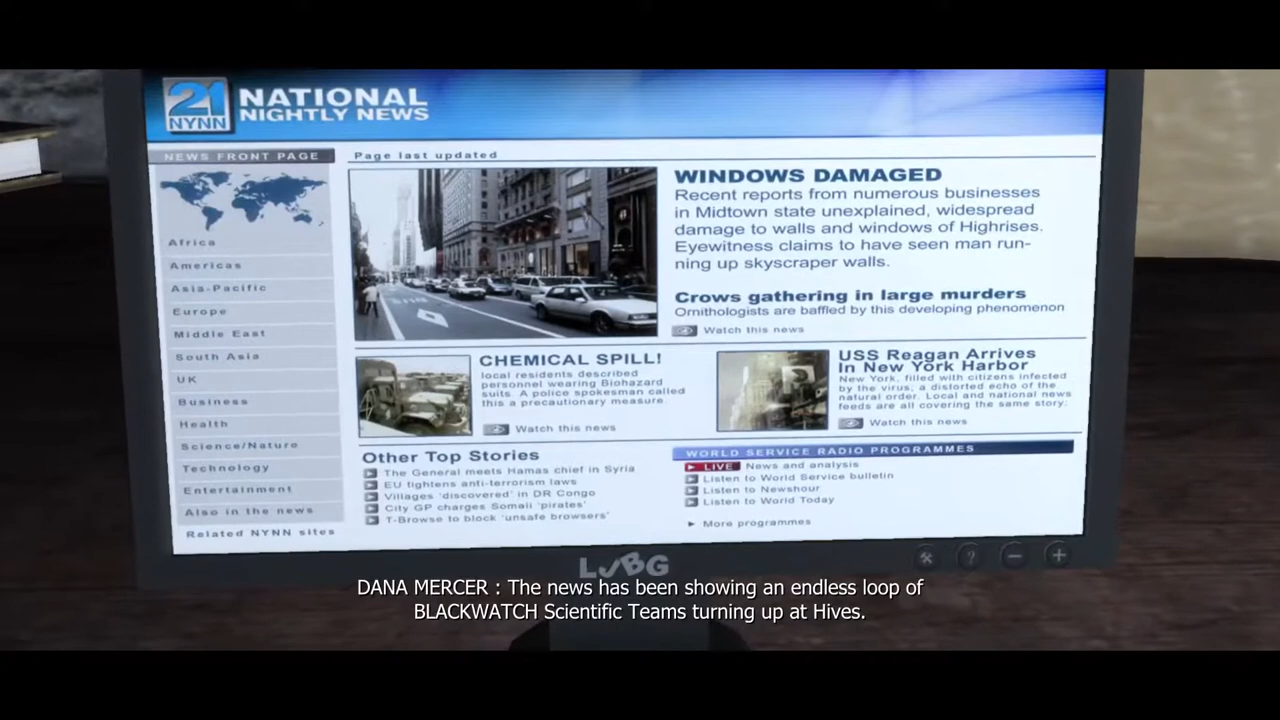 21
NYNN
NATIONAL
NIGHTLY NEWS
NEWS FRONT PAGE
Africa
Americas
Asia-Pacific
Europe
Middle East
South Asia
UK
Business
Health
Science/Nature
Technology
Entertainment
Also in the news
Related NYNN sites
Page last updated
WINDOWS DAMAGED
Recent reports from numerous businesses
in Midtown state unexplained, widespread
damage to walls and windows of Highrises.
Eyewitness claims to have seen man run-
ning up skyscraper walls.
Crows gathering in large murders
Ornithologists are baffled by this developing phenomenon
Watch this news
CHEMICAL SPILL!
local residents described
personnel wearing Biohazard
suits. A police spokesman called
this a precautionary measure.
Watch this news
USS Reagan Arrives
In New York Harbor
New York, filled with citizens infected
by the virus; a distorted echo of the
natural order. Local and national news
feeds are all covering the same story:
Watch this news
Other Top Stories
The General meets Hamas chief in Syria
EU tightens anti-terrorism laws
Villages 'discovered' in DR Congo
City GP charges Somali 'pirates'
T-Browse to block 'unsafe browsers'
WORLD SERVICE RADIO PROGRAMMES
LIVE News and analysis
Listen to World Service bulletin
Listen to Newshour
Listen to World Today
More programmes
DANA MERCER : The news has been showing an endless loop of
BLACKWATCH Scientific Teams turning up at Hives.